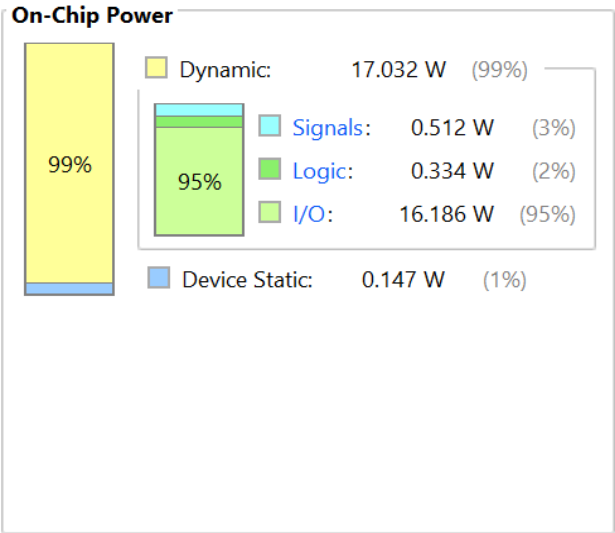 On-Chip Power
Dynamic: 17.032 W (99%)
99%
95%
Signals: 0.512 W (3%)
Logic: 0.334 W (2%)
I/O: 16.186 W (95%)
Device Static: 0.147 W (1%)